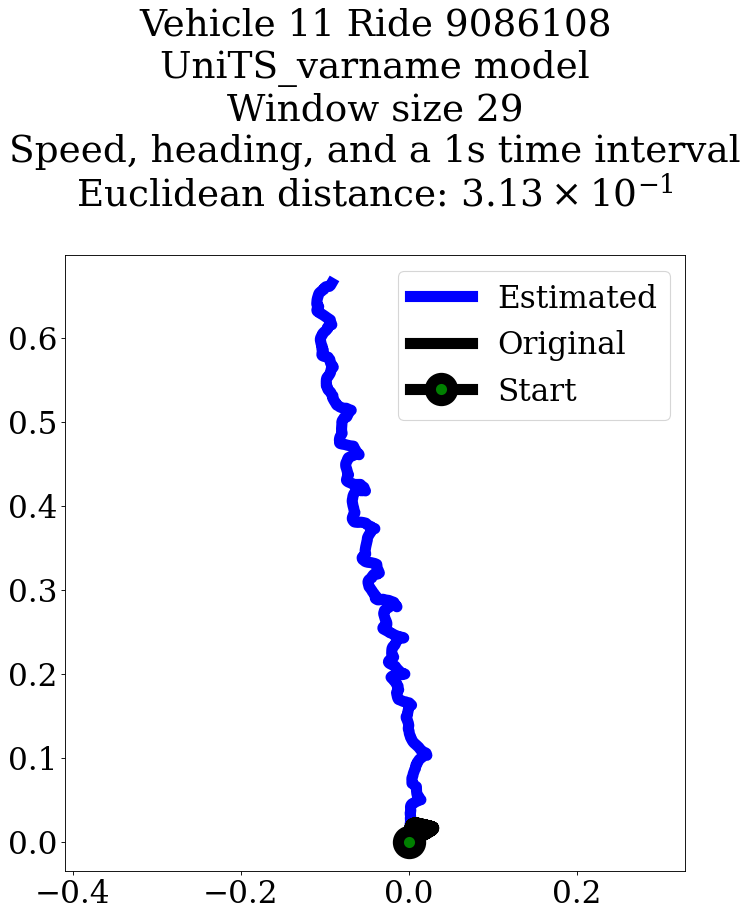 Vehicle 11 Ride 9086108
UniTS_varname model
Window size 29
Speed, heading, and a 1s time interval
Euclidean distance: 3.13 × 10⁻¹
Estimated
Original
Start
0.6
0.5
0.4
0.3
0.2
0.1
0.0
−0.4 −0.2 0.0 0.2